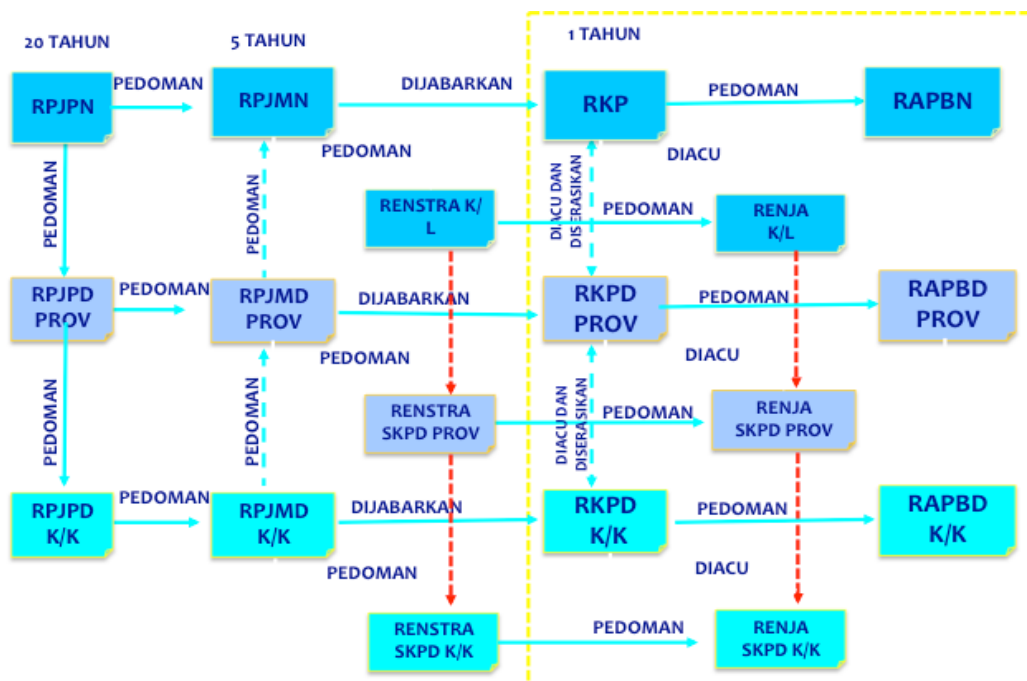 20 TAHUN
5 TAHUN
1 TAHUN
RPJPN
PEDOMAN
RPJMN
DIJABARKAN
RKP
PEDOMAN
RAPBN
PEDOMAN
PEDOMAN
PEDOMAN
DIACU DAN
DISERASIKAN
DIACU
RENSTRA K/
L
PEDOMAN
RENJA
K/L
RPJPD
PROV
PEDOMAN
RPJMD
PROV
DIJABARKAN
RKPD
PROV
PEDOMAN
RAPBD
PROV
PEDOMAN
PEDOMAN
PEDOMAN
DIACU DAN
DISERASIKAN
DIACU
RENSTRA
SKPD PROV
PEDOMAN
RENJA
SKPD PROV
RPJPD
K/K
PEDOMAN
RPJMD
K/K
DIJABARKAN
RKPD
K/K
PEDOMAN
RAPBD
K/K
PEDOMAN
DIACU
RENSTRA
SKPD K/K
PEDOMAN
RENJA
SKPD K/K